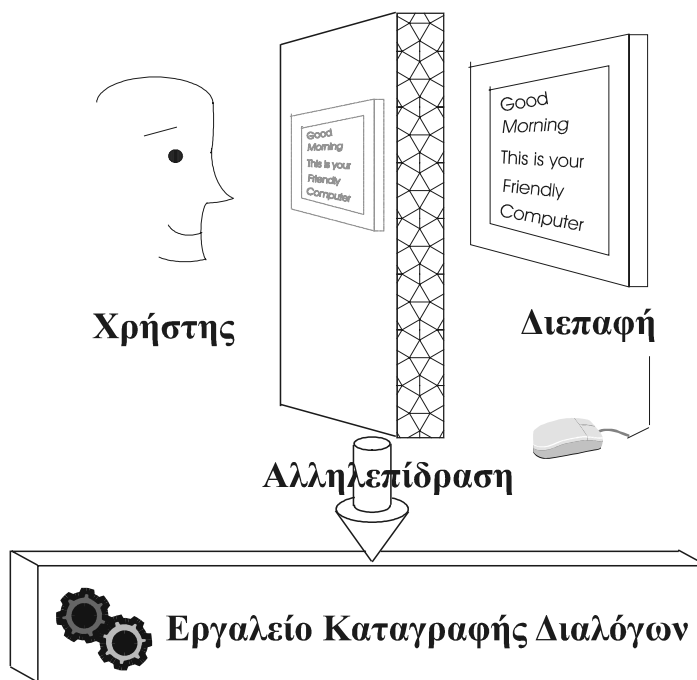 Good
Morning
This is your
Friendly
Computer
Good
Morning
This is your
Friendly
Computer
Χρήστης
Διεπαφή
Αλληλεπίδραση
Εργαλείο Καταγραφής Διαλόγων